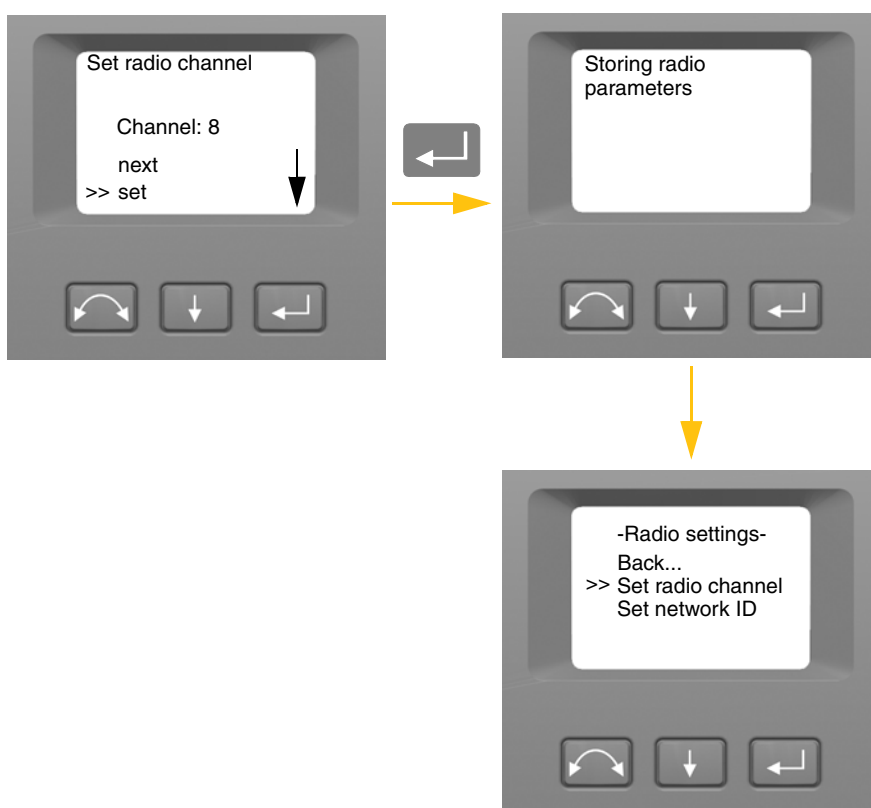 Set radio channel
Channel: 8
next
>> set
Storing radio
parameters
-Radio settings-
Back...
>> Set radio channel
Set network ID